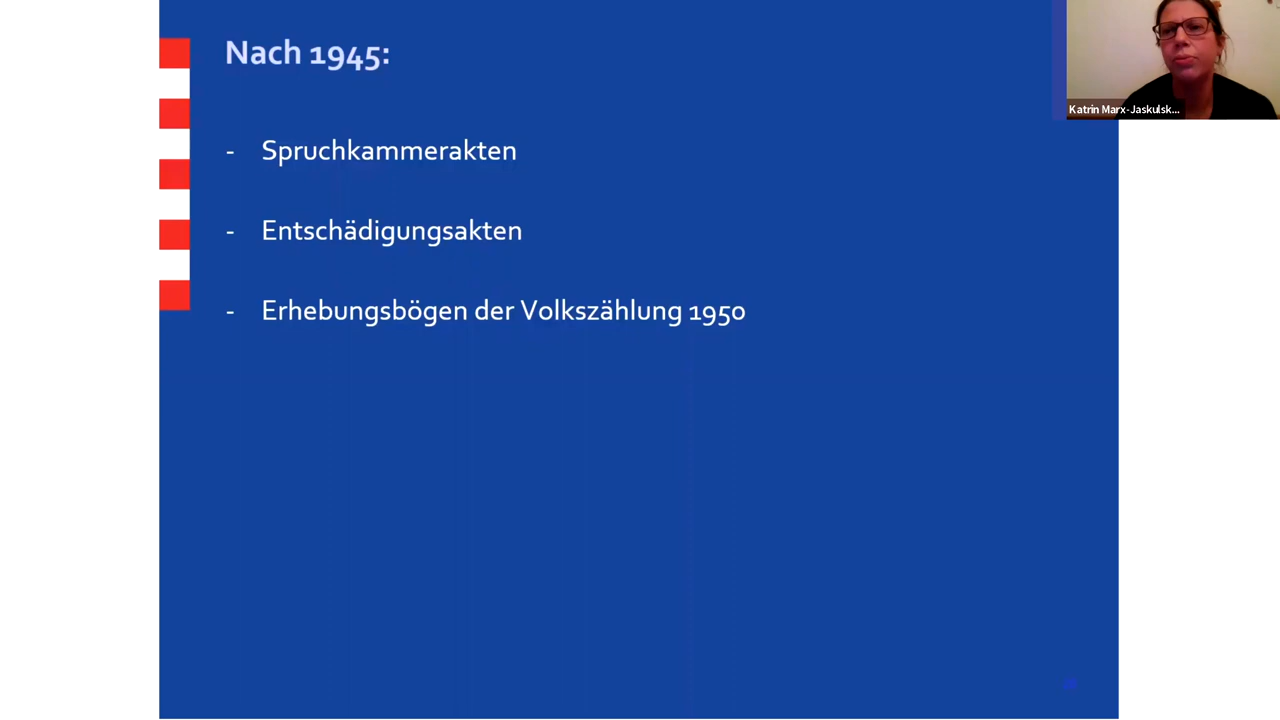 Nach 1945:
- Spruchkammerakten
- Entschädigungsakten
- Erhebungsbögen der Volkszählung 1950
Katrin Marx-Jaskulsk...